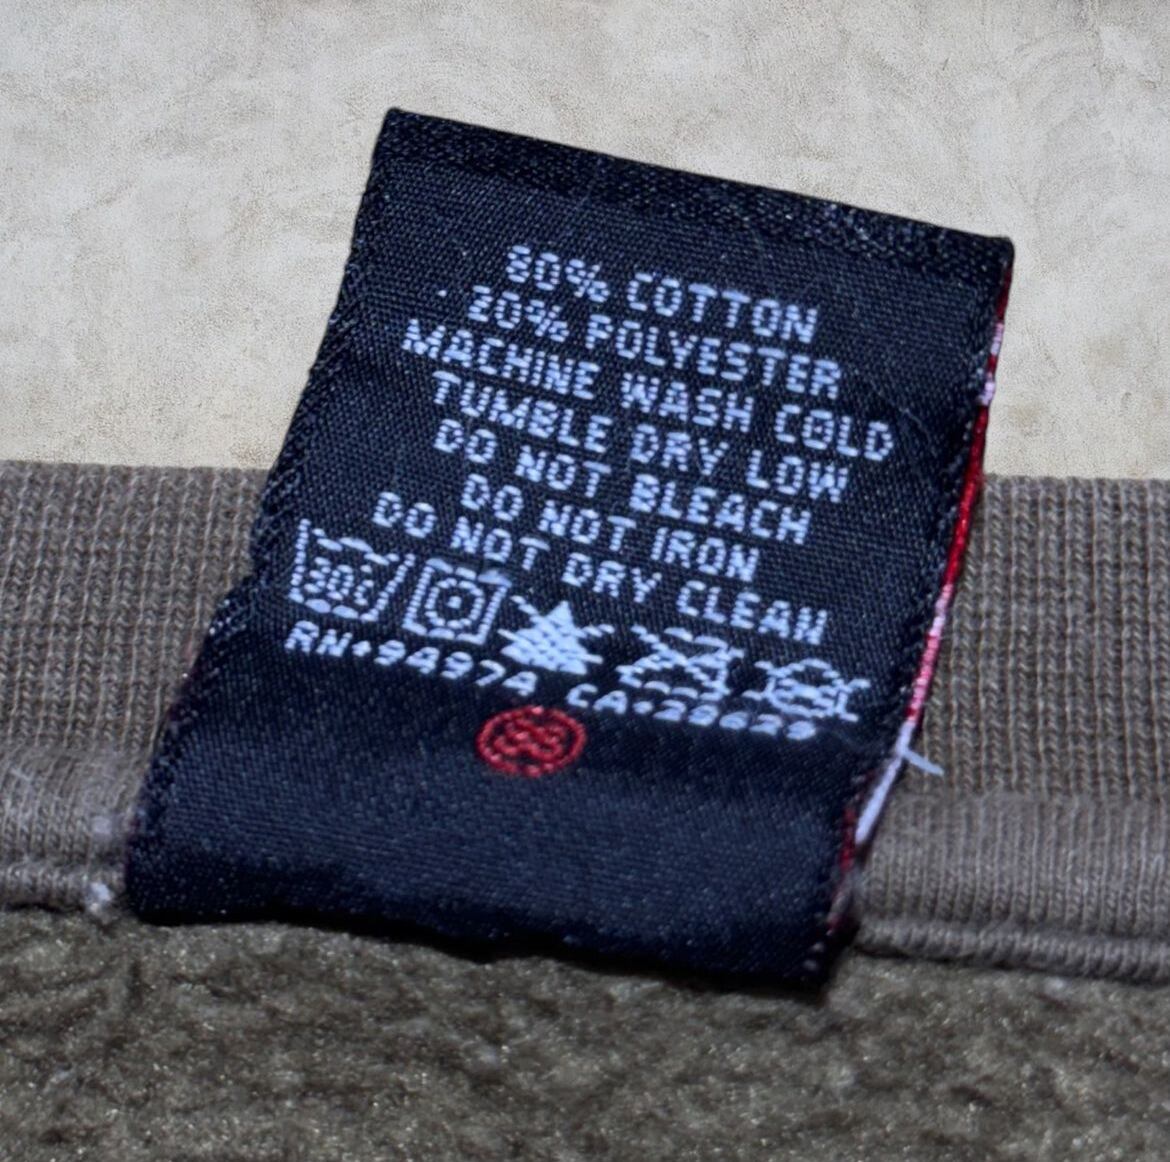 80% COTTON
20% POLYESTER
MACHINE WASH COLD
TUMBLE DRY LOW
DO NOT BLEACH
DO NOT IRON
DO NOT DRY CLEAN
30C
RN•94974 CA•28629